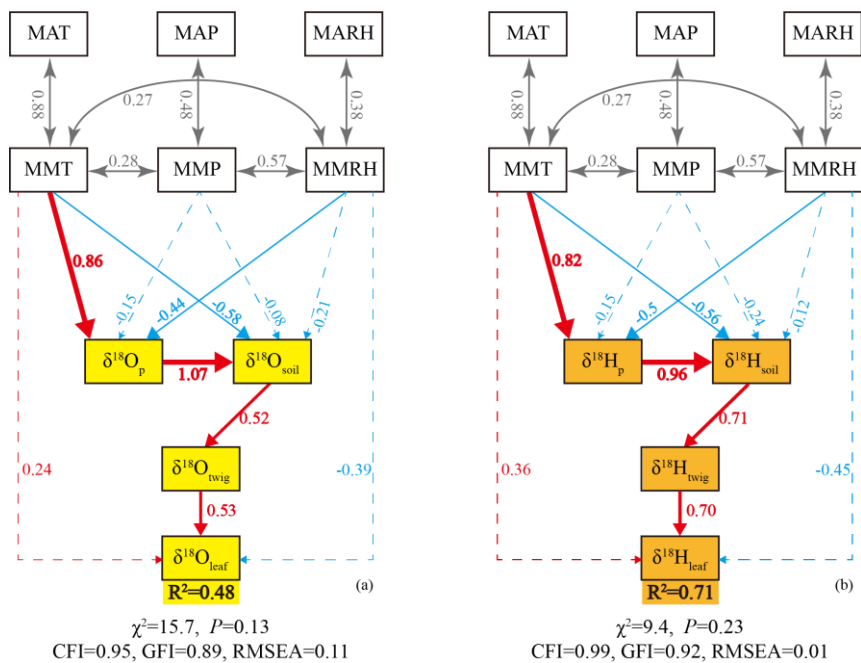 MAT MAP MARH
0.88 0.27 0.48 0.38
MMT 0.28 MMP 0.57 MMRH
0.86 -0.15 -0.44 -0.58 -0.08 -0.21
δ¹⁸Oₚ 1.07 δ¹⁸O_soil
0.52
δ¹⁸O_twig
0.24 -0.39
0.53
δ¹⁸O_leaf
R²=0.48
(a)
χ²=15.7, P=0.13
CFI=0.95, GFI=0.89, RMSEA=0.11
MAT MAP MARH
0.88 0.27 0.48 0.38
MMT 0.28 MMP 0.57 MMRH
0.82 -0.15 -0.5 -0.56 -0.24 -0.12
δ¹⁸Hₚ 0.96 δ¹⁸H_soil
0.71
δ¹⁸H_twig
0.36 -0.45
0.70
δ¹⁸H_leaf
R²=0.71
(b)
χ²=9.4, P=0.23
CFI=0.99, GFI=0.92, RMSEA=0.01